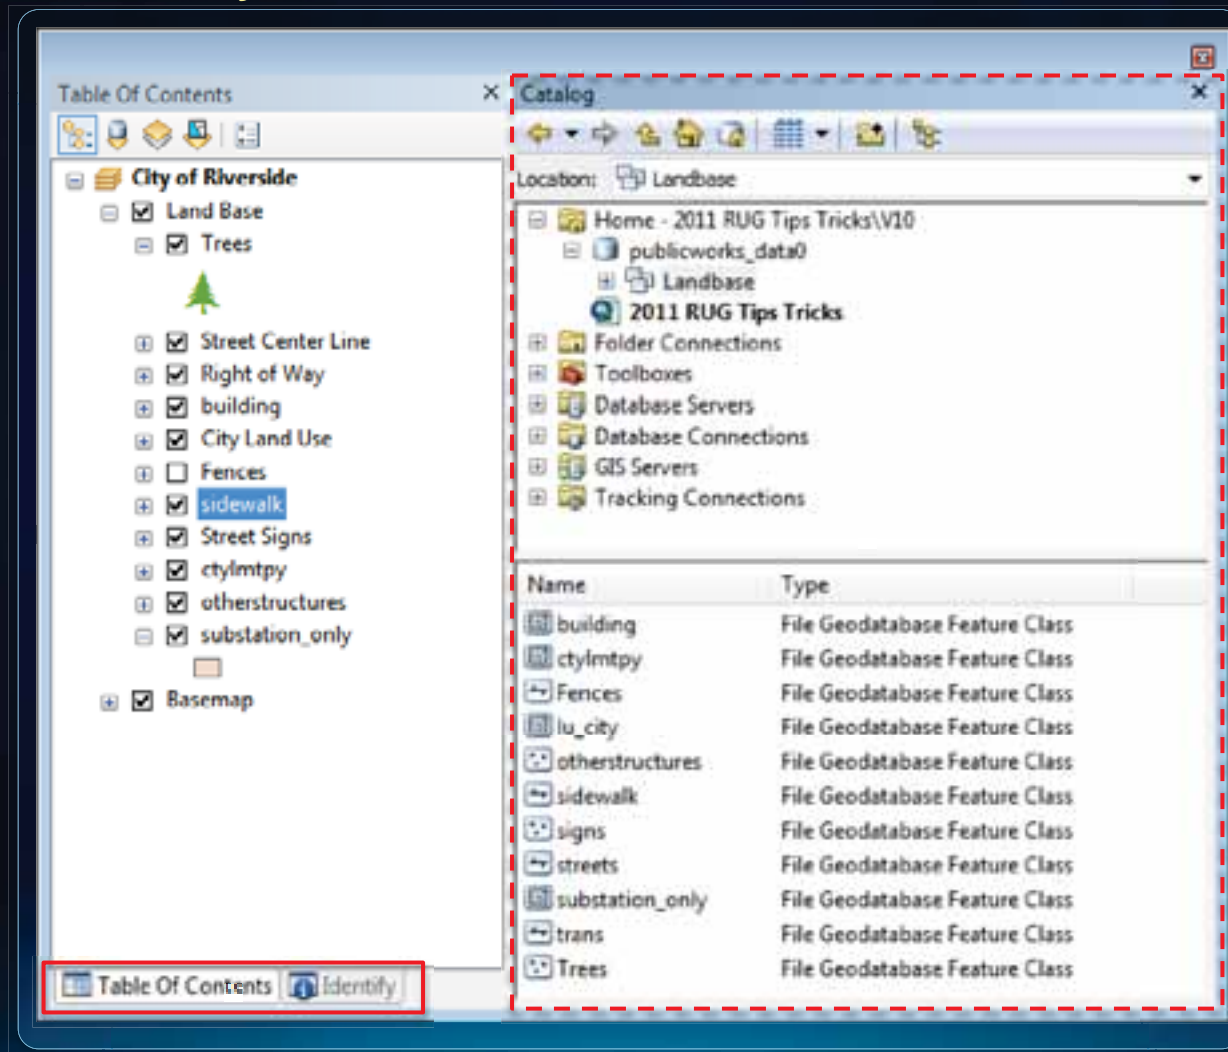 Table Of Contents
City of Riverside
Land Base
Trees
Street Center Line
Right of Way
building
City Land Use
Fences
sidewalk
Street Signs
ctylmtpy
otherstructures
substation_only
Basemap
Table Of Contents Identify
Catalog
Location: Landbase
Home - 2011 RUG Tips Tricks\V10
publicworks_data0
Landbase
2011 RUG Tips Tricks
Folder Connections
Toolboxes
Database Servers
Database Connections
GIS Servers
Tracking Connections
Name Type
building File Geodatabase Feature Class
ctylmtpy File Geodatabase Feature Class
Fences File Geodatabase Feature Class
lu_city File Geodatabase Feature Class
otherstructures File Geodatabase Feature Class
sidewalk File Geodatabase Feature Class
signs File Geodatabase Feature Class
streets File Geodatabase Feature Class
substation_only File Geodatabase Feature Class
trans File Geodatabase Feature Class
Trees File Geodatabase Feature Class